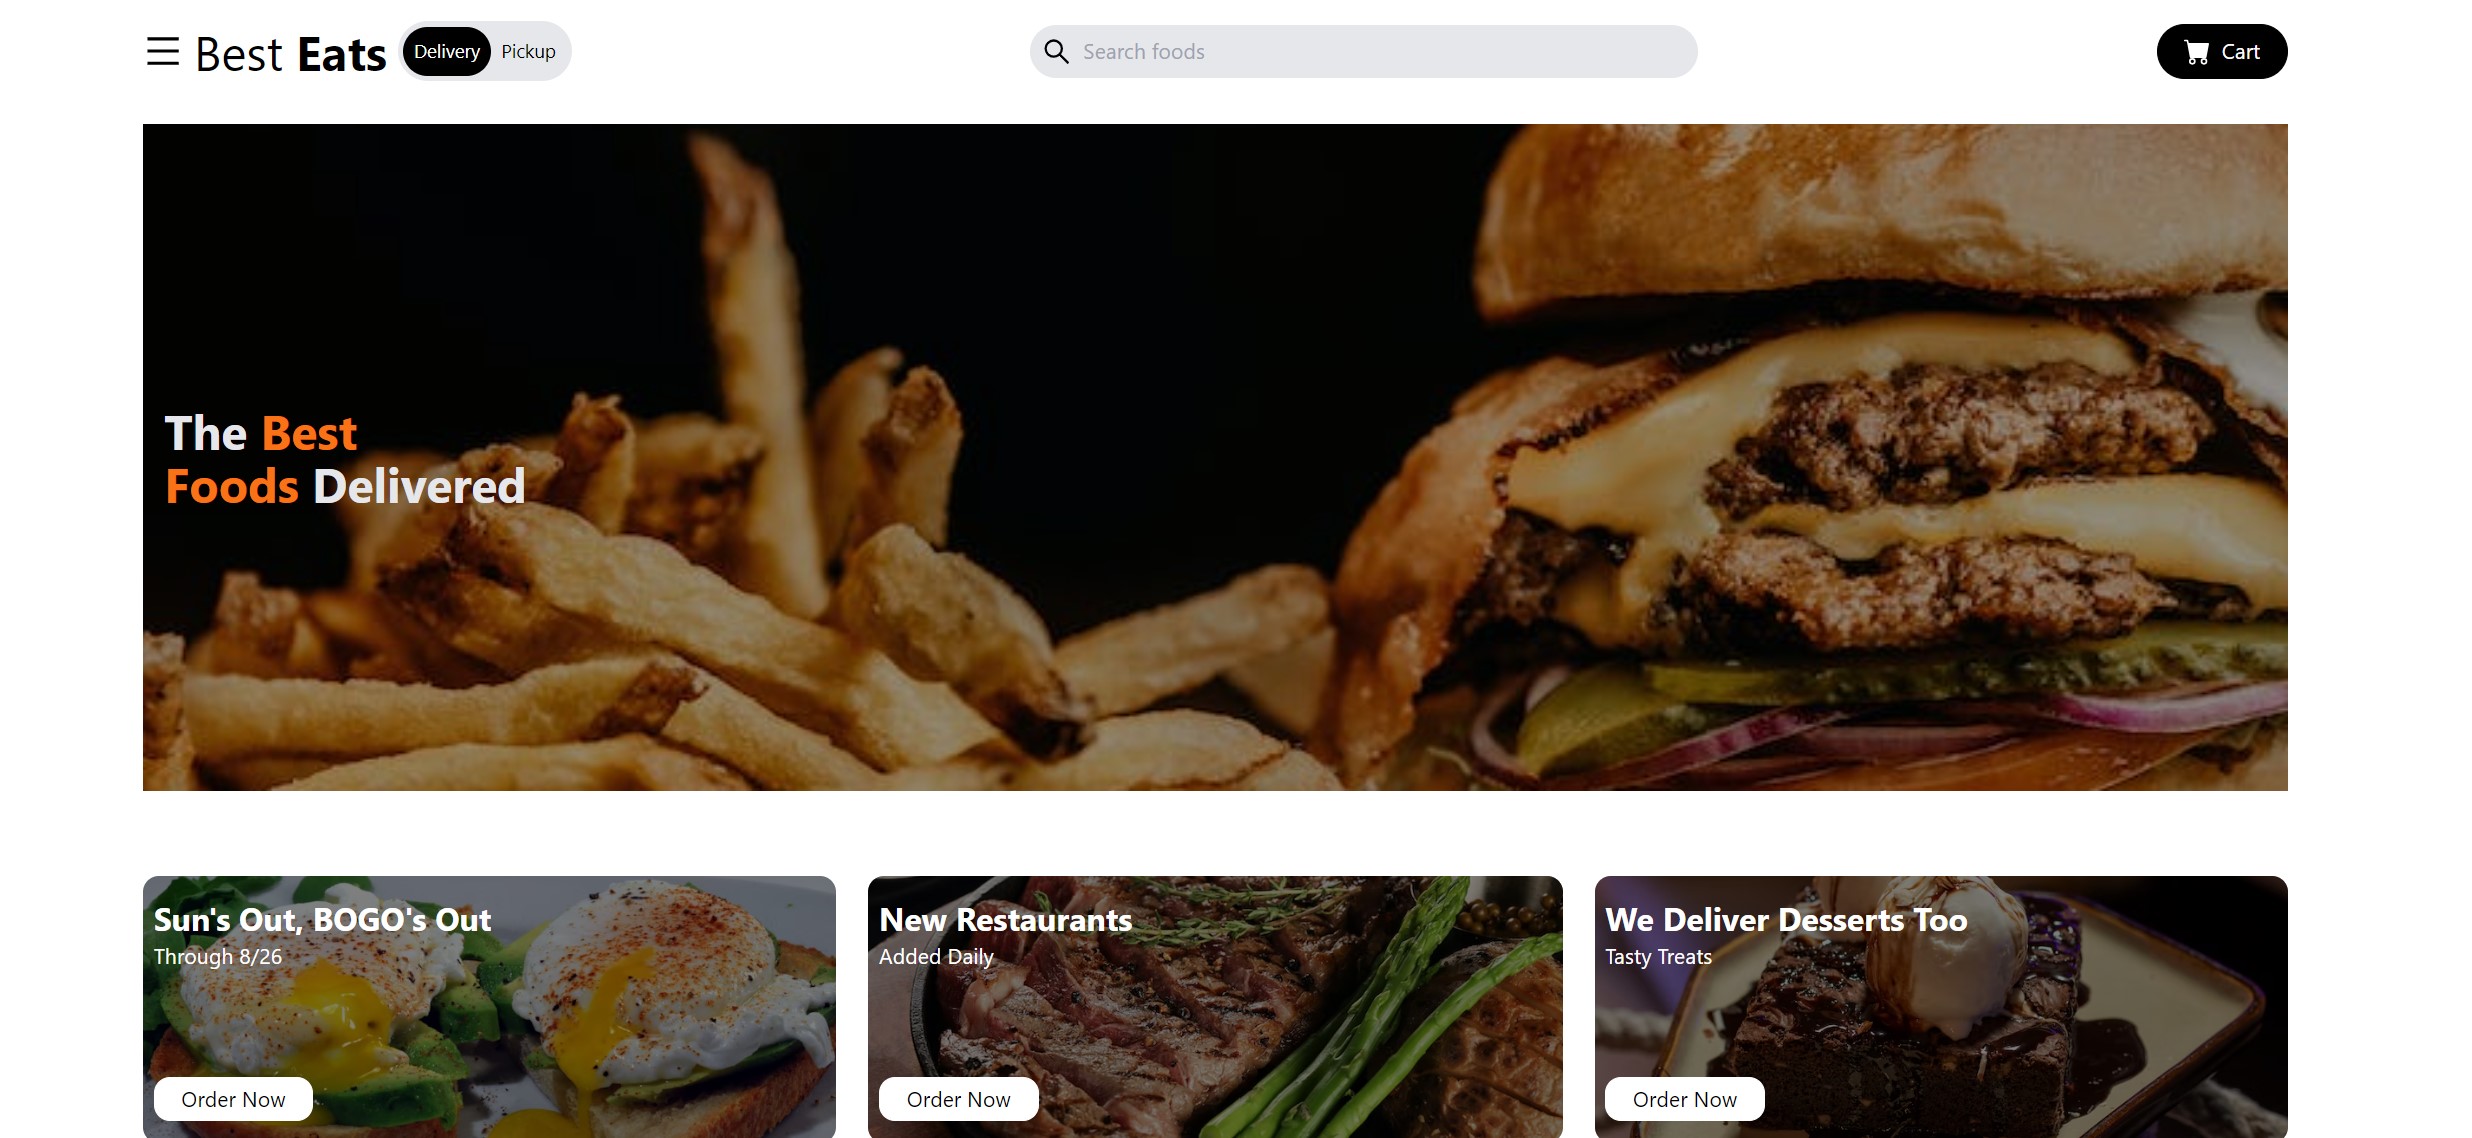 Best Eats
Delivery Pickup
Search foods
Cart
The Best
Foods Delivered
Sun's Out, BOGO's Out
Through 8/26
Order Now
New Restaurants
Added Daily
Order Now
We Deliver Desserts Too
Tasty Treats
Order Now